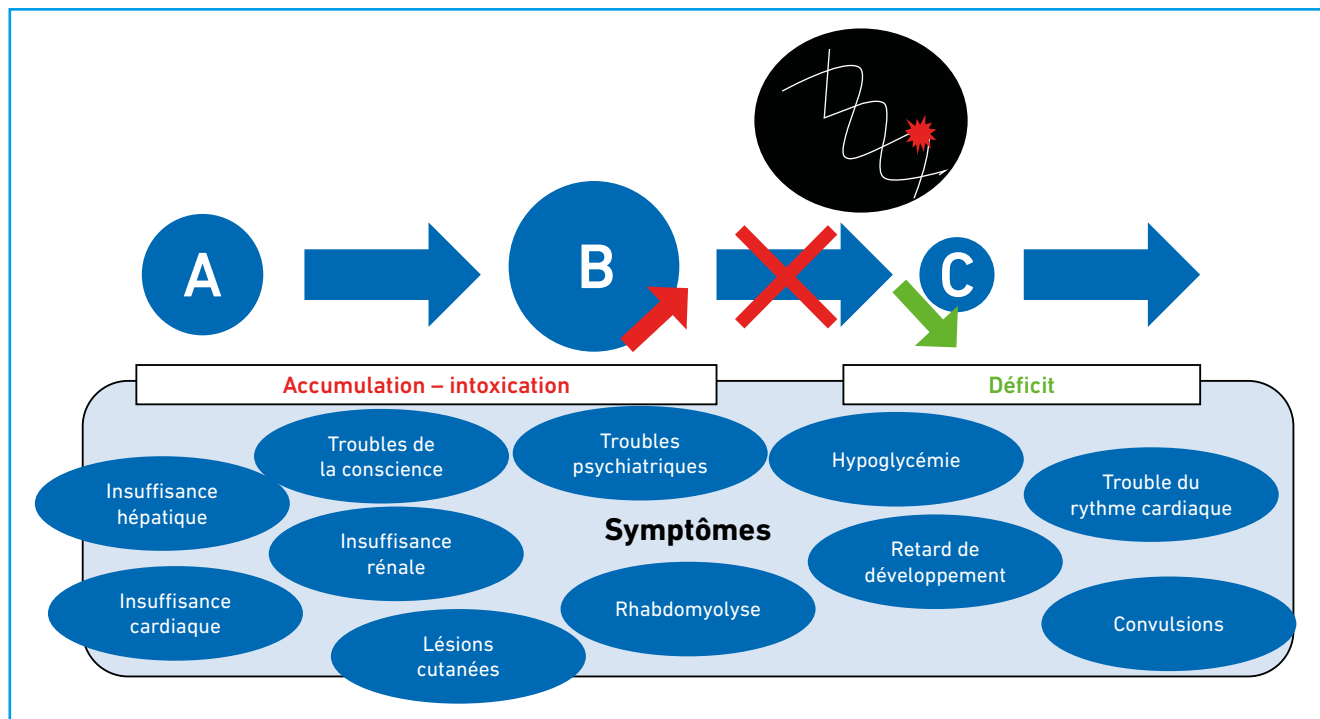 A
B
C
Accumulation – intoxication
Déficit
Troubles de
la conscience
Troubles
psychiatriques
Hypoglycémie
Trouble du
rythme cardiaque
Insuffisance
hépatique
Insuffisance
rénale
Symptômes
Retard de
développement
Insuffisance
cardiaque
Rhabdomyolyse
Convulsions
Lésions
cutanées